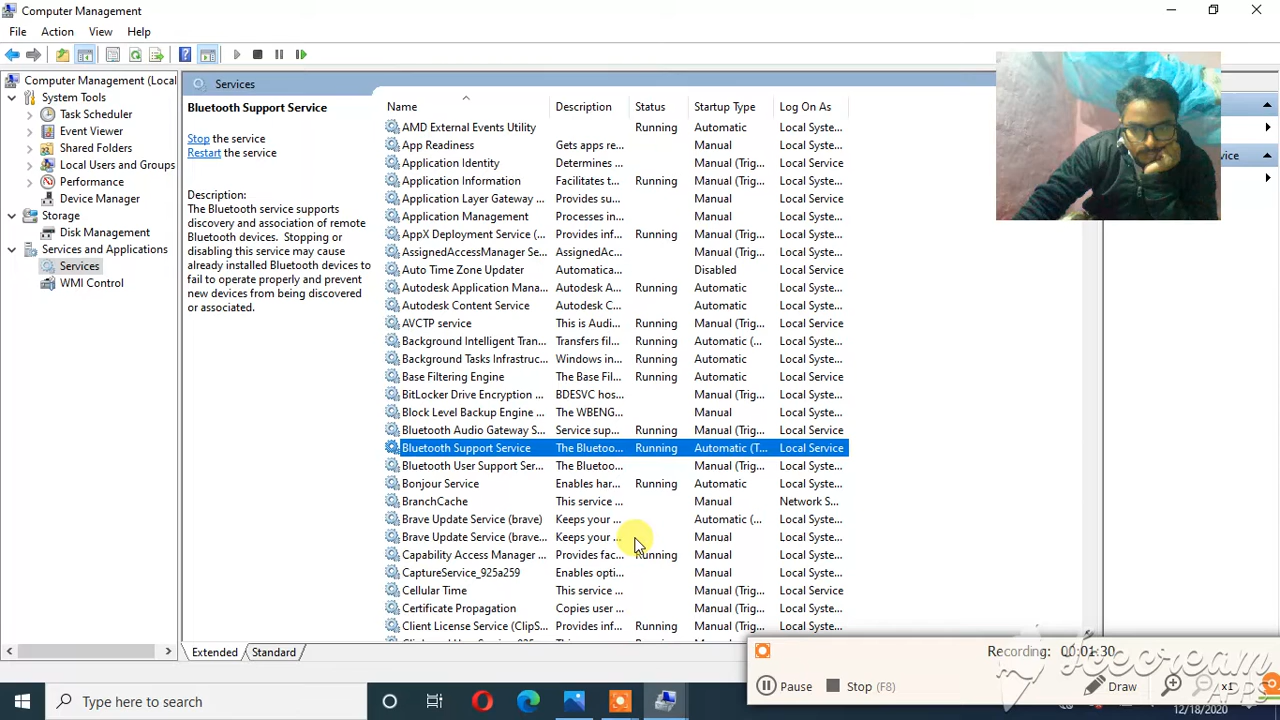 Computer Management
File Action View Help
Computer Management (Local
System Tools
Task Scheduler
Event Viewer
Shared Folders
Local Users and Groups
Performance
Device Manager
Storage
Disk Management
Services and Applications
Services
WMI Control
Services
Bluetooth Support Service
Stop the service
Restart the service
Description:
The Bluetooth service supports
discovery and association of remote
Bluetooth devices. Stopping or
disabling this service may cause
already installed Bluetooth devices to
fail to operate properly and prevent
new devices from being discovered
or associated.
Name Description Status Startup Type Log On As
AMD External Events Utility Running Automatic Local Syste...
App Readiness Gets apps re... Manual Local Syste...
Application Identity Determines ... Manual (Trig... Local Service
Application Information Facilitates t... Running Manual (Trig... Local Syste...
Application Layer Gateway ... Provides su... Manual Local Service
Application Management Processes in... Manual Local Syste...
AppX Deployment Service (... Provides inf... Running Manual (Trig... Local Syste...
AssignedAccessManager Se... AssignedAc... Manual (Trig... Local Syste...
Auto Time Zone Updater Automatica... Disabled Local Service
Autodesk Application Mana... Autodesk A... Running Automatic Local Syste...
Autodesk Content Service Autodesk C... Automatic Local Syste...
AVCTP service This is Audi... Running Manual (Trig... Local Service
Background Intelligent Tran... Transfers fil... Running Automatic (... Local Syste...
Background Tasks Infrastruc... Windows in... Running Automatic Local Syste...
Base Filtering Engine The Base Fil... Running Automatic Local Service
BitLocker Drive Encryption ... BDESVC hos... Manual (Trig... Local Syste...
Block Level Backup Engine ... The WBENG... Manual Local Syste...
Bluetooth Audio Gateway S... Service sup... Running Manual (Trig... Local Service
Bluetooth Support Service The Bluetoo... Running Automatic (T... Local Service
Bluetooth User Support Ser... The Bluetoo... Manual (Trig... Local Syste...
Bonjour Service Enables har... Running Automatic Local Syste...
BranchCache This service ... Manual Network S...
Brave Update Service (brave) Keeps your ... Automatic (... Local Syste...
Brave Update Service (brave... Keeps your ... Manual Local Syste...
Capability Access Manager ... Provides fac... Running Manual Local Syste...
CaptureService_925a259 Enables opti... Manual Local Syste...
Cellular Time This service ... Manual (Trig... Local Service
Certificate Propagation Copies user ... Manual (Trig... Local Syste...
Client License Service (ClipS... Provides inf... Running Manual (Trig... Local Syste...
Extended Standard
vice
Recording: 00:01:30
Pause Stop (F8) Draw x1
Icecream
APPS
Type here to search
12/18/2020